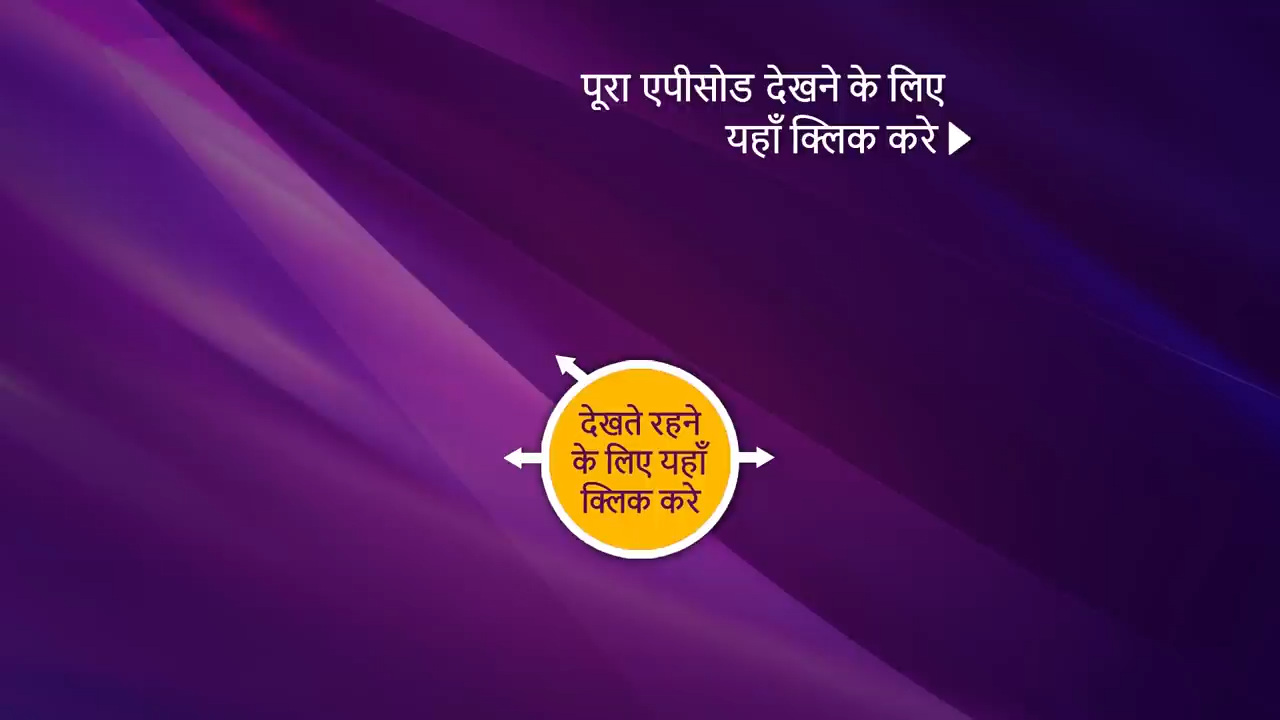 पूरा एपीसोड देखने के लिए
यहाँ क्लिक करे
देखते रहने
के लिए यहाँ
क्लिक करे